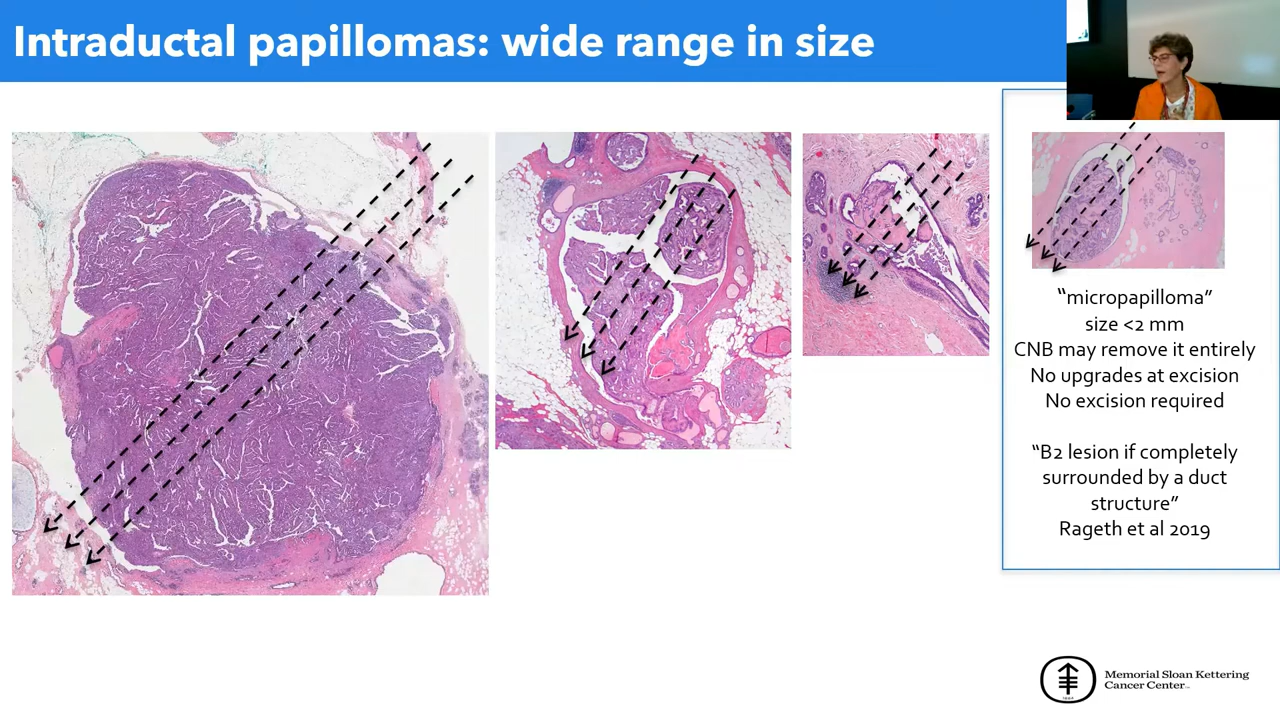 Intraductal papillomas: wide range in size
“micropapilloma”
size <2 mm
CNB may remove it entirely
No upgrades at excision
No excision required
“B2 lesion if completely
surrounded by a duct
structure”
Rageth et al 2019
Memorial Sloan Kettering
Cancer Center